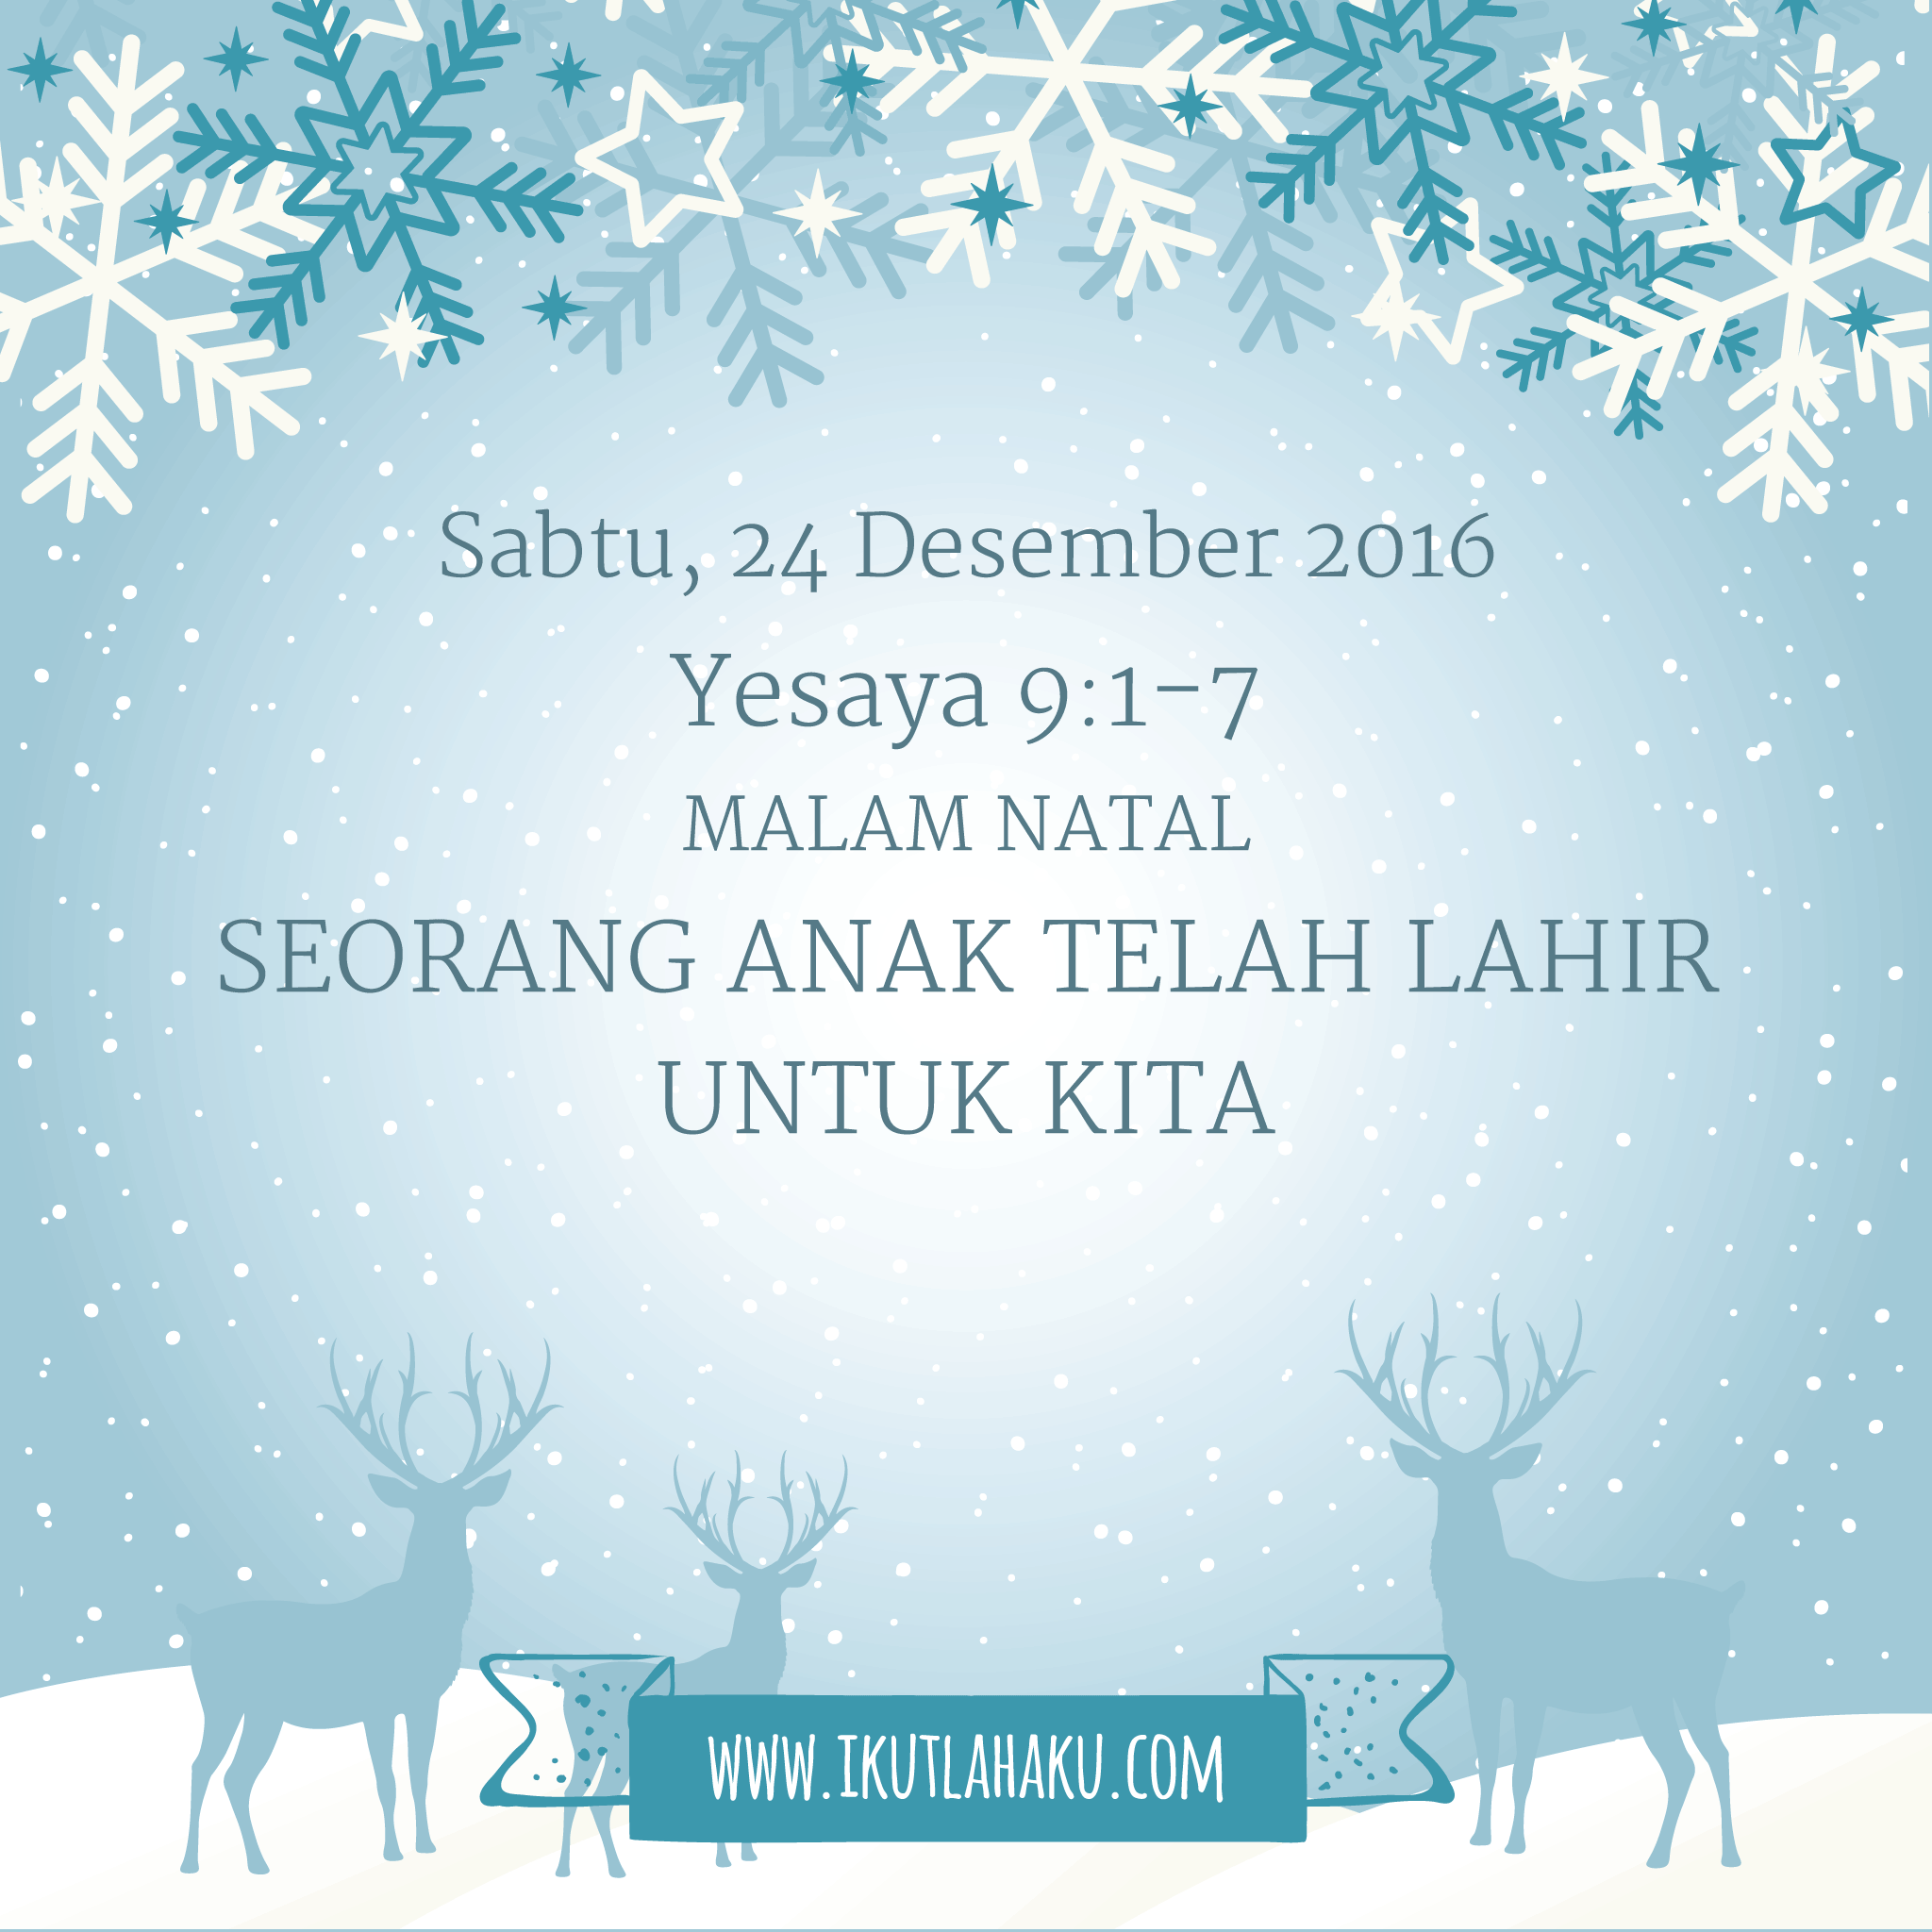 Sabtu, 24 Desember 2016
Yesaya 9:1–7
MALAM NATAL
SEORANG ANAK TELAH LAHIR
UNTUK KITA
WWW.IKUTLAHAKU.COM